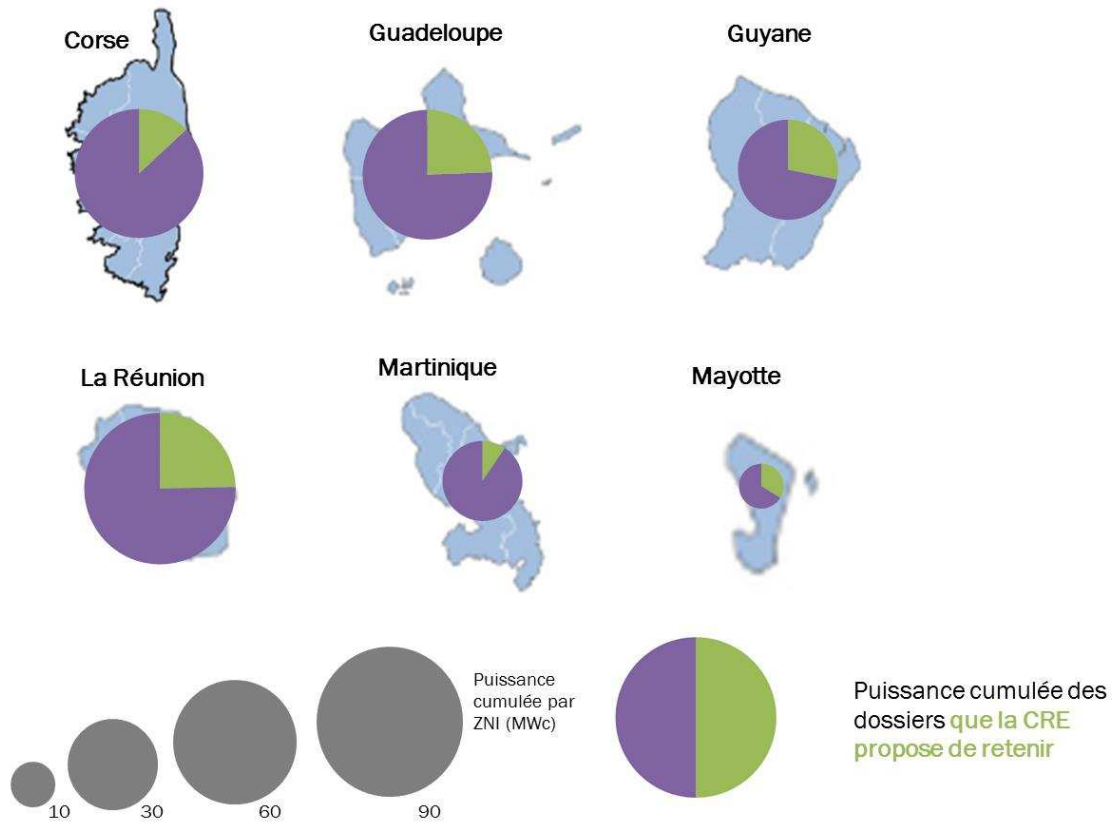 Corse
Guadeloupe
Guyane
La Réunion
Martinique
Mayotte
Puissance
cumulée par
ZNI (MWc)
10
30
60
90
Puissance cumulée des
dossiers que la CRE
propose de retenir